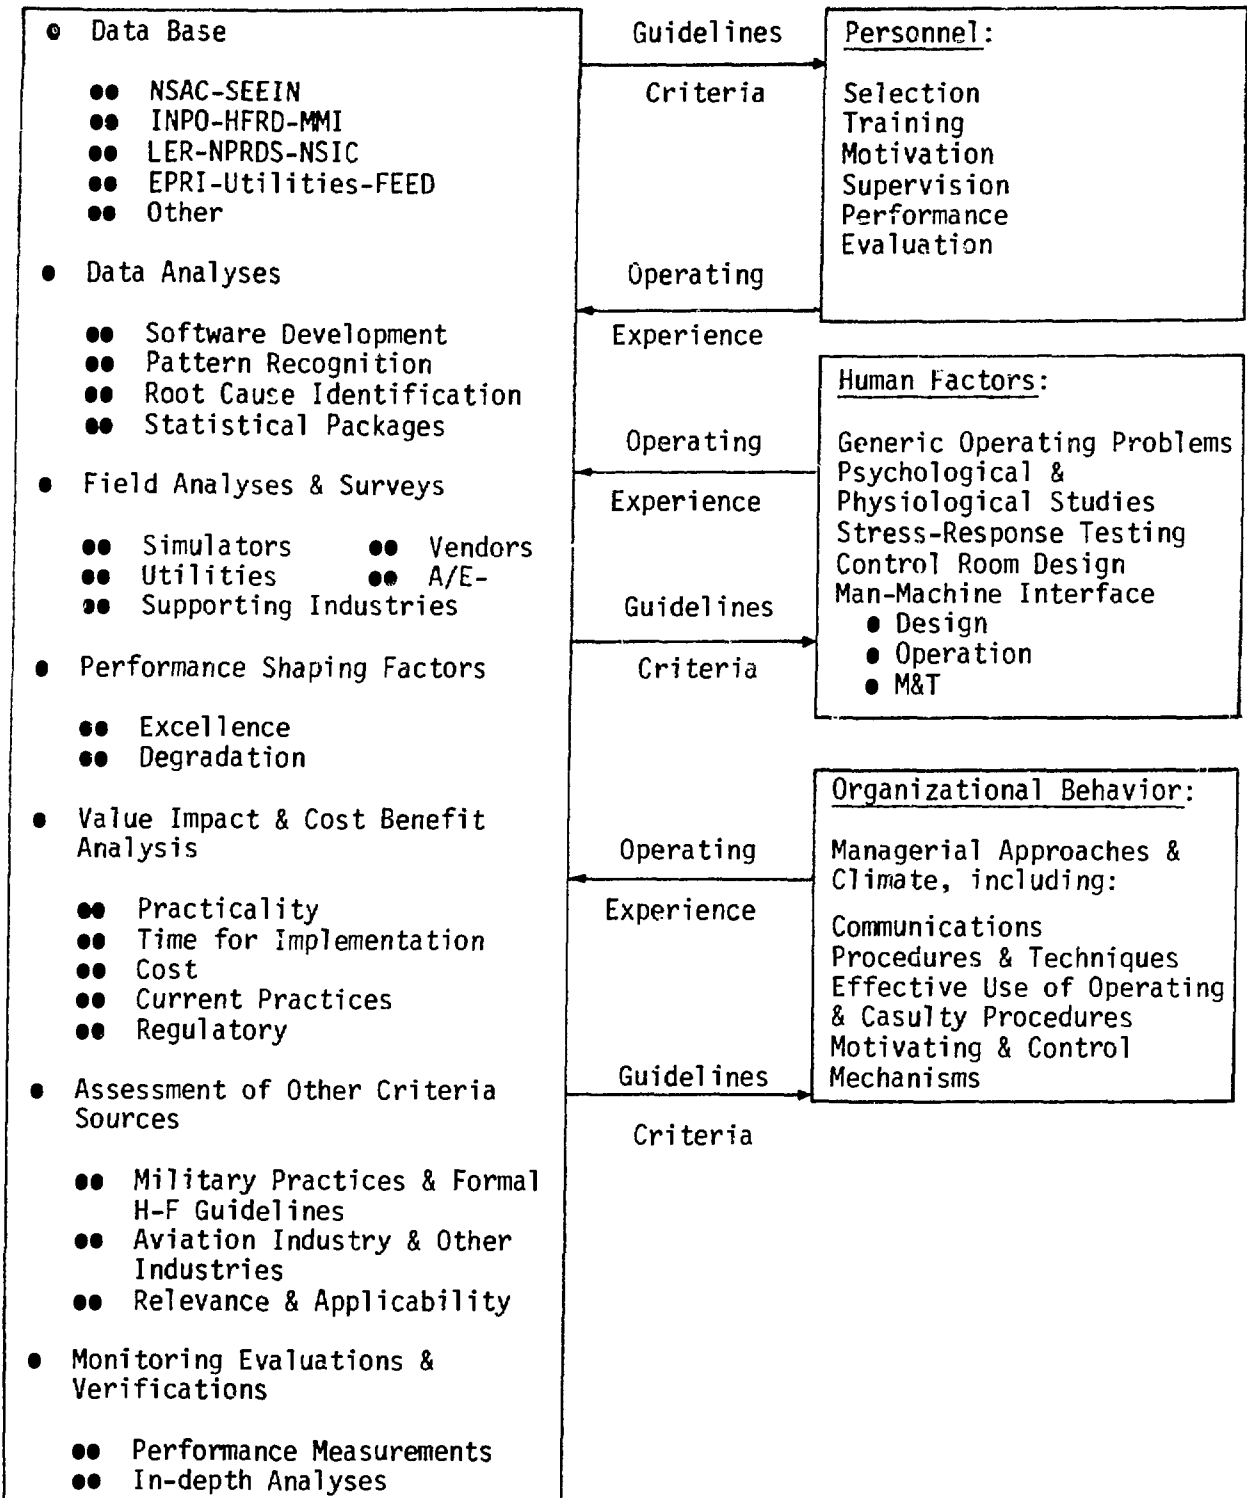 ● Data Base
●● NSAC-SEEIN
●● INPO-HFRD-MMI
●● LER-NPRDS-NSIC
●● EPRI-Utilities-FEED
●● Other
● Data Analyses
●● Software Development
●● Pattern Recognition
●● Root Cause Identification
●● Statistical Packages
● Field Analyses & Surveys
●● Simulators ●● Vendors
●● Utilities ●● A/E-
●● Supporting Industries
● Performance Shaping Factors
●● Excellence
●● Degradation
● Value Impact & Cost Benefit
Analysis
●● Practicality
●● Time for Implementation
●● Cost
●● Current Practices
●● Regulatory
● Assessment of Other Criteria
Sources
●● Military Practices & Formal
H-F Guidelines
●● Aviation Industry & Other
Industries
●● Relevance & Applicability
● Monitoring Evaluations &
Verifications
●● Performance Measurements
●● In-depth Analyses
Guidelines
Criteria
Operating
Experience
Operating
Experience
Guidelines
Criteria
Operating
Experience
Guidelines
Criteria
Personnel:
Selection
Training
Motivation
Supervision
Performance
Evaluation
Human Factors:
Generic Operating Problems
Psychological &
Physiological Studies
Stress-Response Testing
Control Room Design
Man-Machine Interface
● Design
● Operation
● M&T
Organizational Behavior:
Managerial Approaches &
Climate, including:
Communications
Procedures & Techniques
Effective Use of Operating
& Casulty Procedures
Motivating & Control
Mechanisms